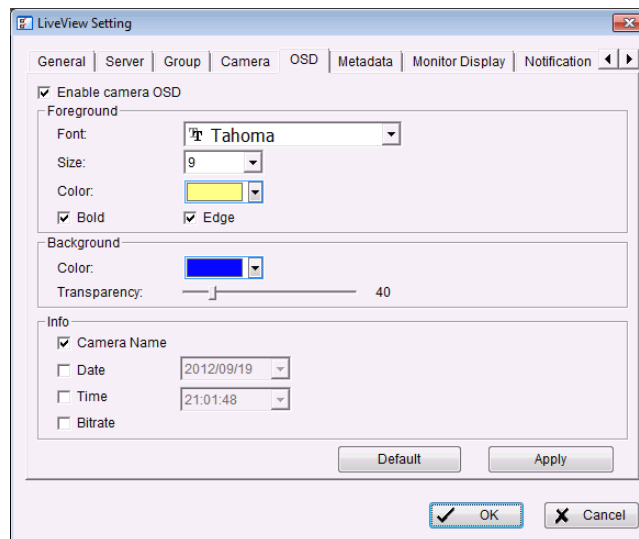 LiveView Setting
General Server Group Camera OSD Metadata Monitor Display Notification
Enable camera OSD
Foreground
Font: Tahoma
Size: 9
Color:
Bold Edge
Background
Color:
Transparency: 40
Info
Camera Name
Date 2012/09/19
Time 21:01:48
Bitrate
Default Apply
OK Cancel